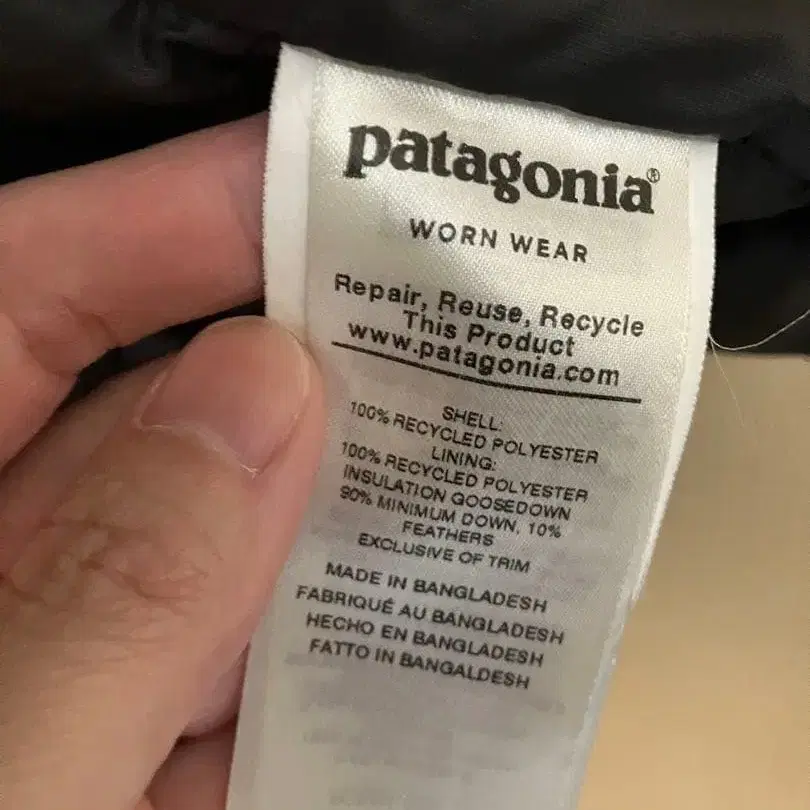 patagonia®
WORN WEAR
Repair, Reuse, Recycle
This Product
www.patagonia.com
SHELL:
100% RECYCLED POLYESTER
LINING:
100% RECYCLED POLYESTER
INSULATION GOOSEDOWN
90% MINIMUM DOWN, 10%
FEATHERS
EXCLUSIVE OF TRIM
MADE IN BANGLADESH
FABRIQUÉ AU BANGLADESH
HECHO EN BANGLADESH
FATTO IN BANGALDESH